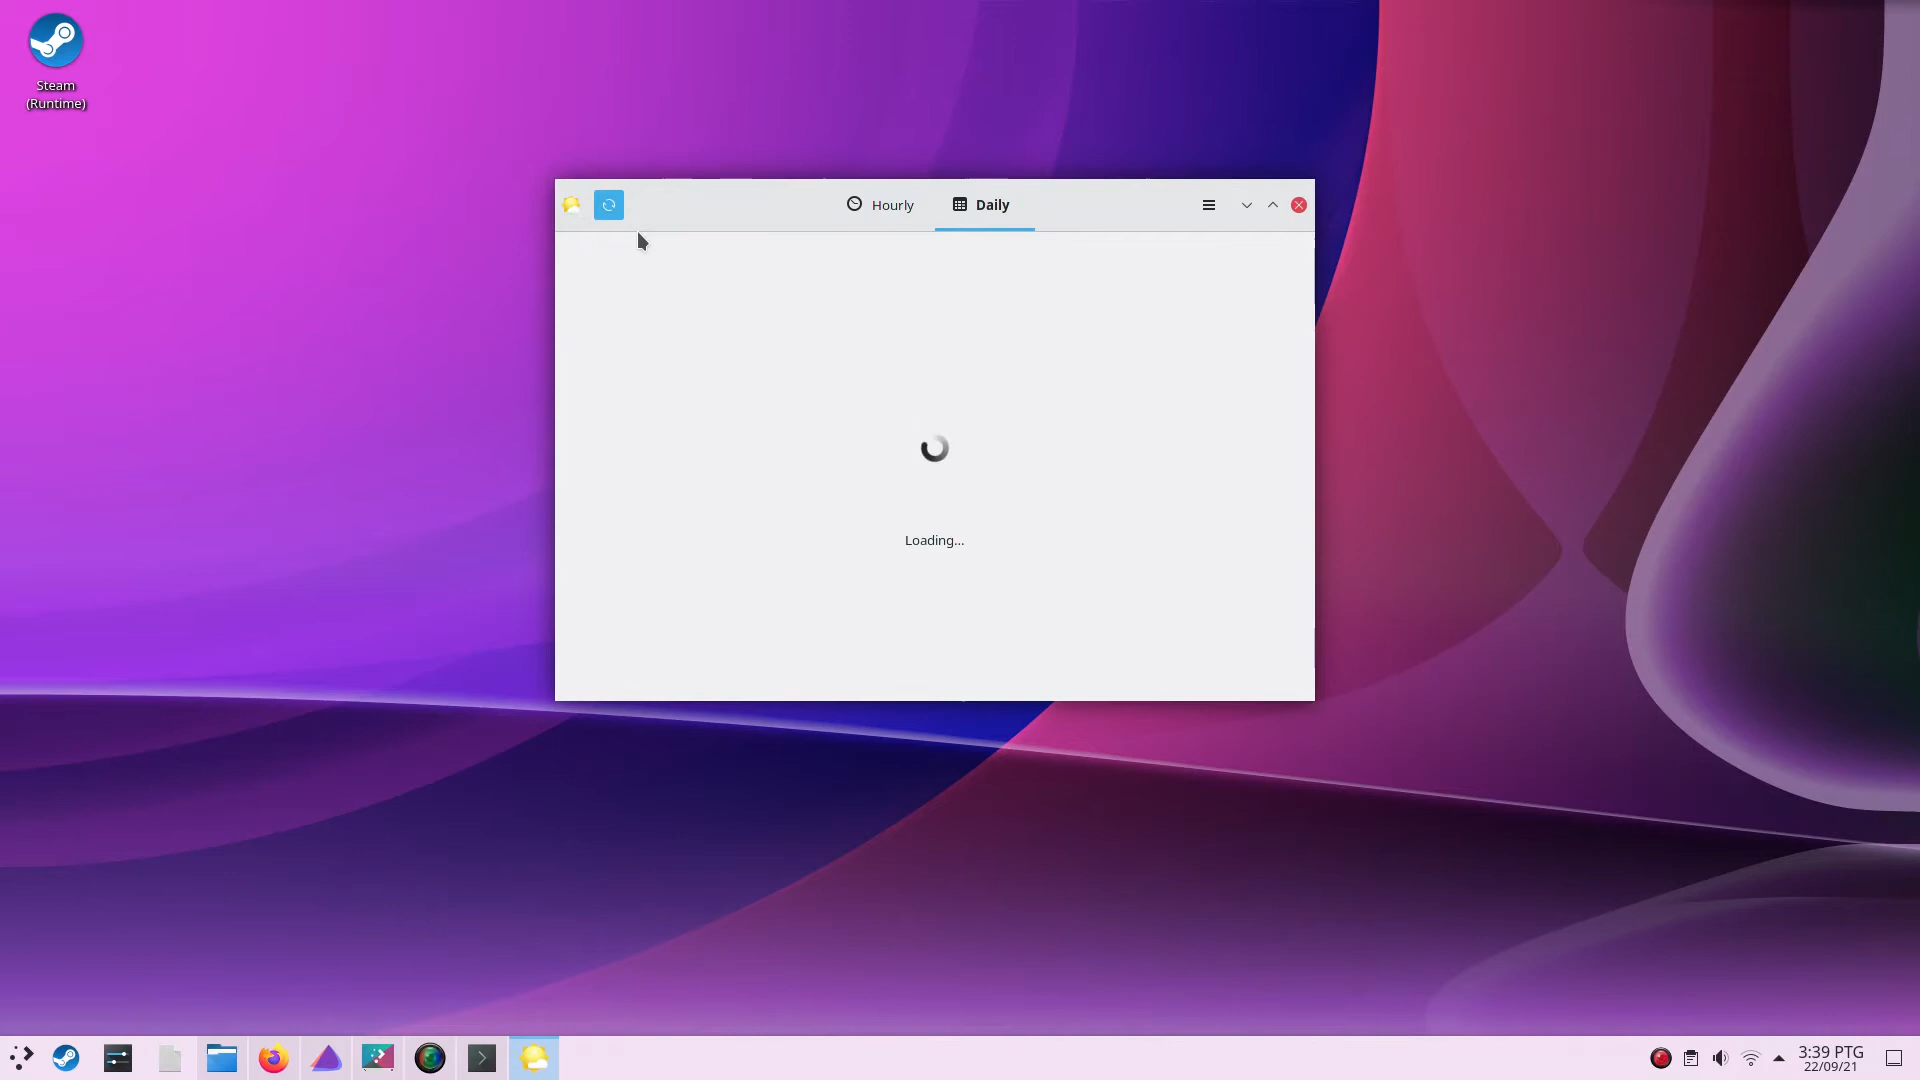 Steam
(Runtime)
Hourly
Daily
Loading...
3:39 PTG
22/09/21